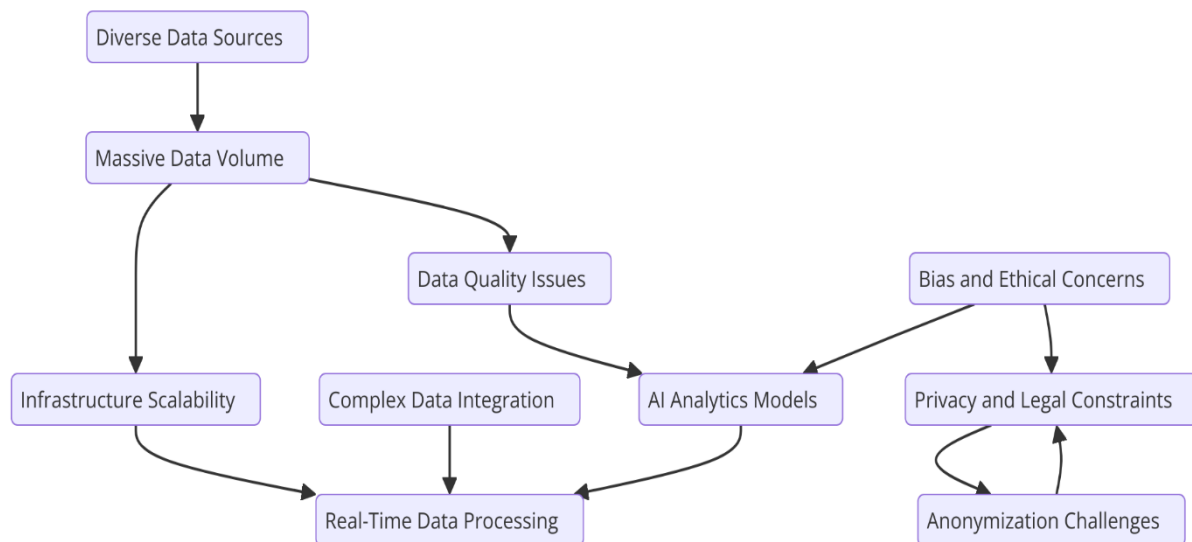 Diverse Data Sources
Massive Data Volume
Data Quality Issues
Bias and Ethical Concerns
Infrastructure Scalability
Complex Data Integration
AI Analytics Models
Privacy and Legal Constraints
Real-Time Data Processing
Anonymization Challenges